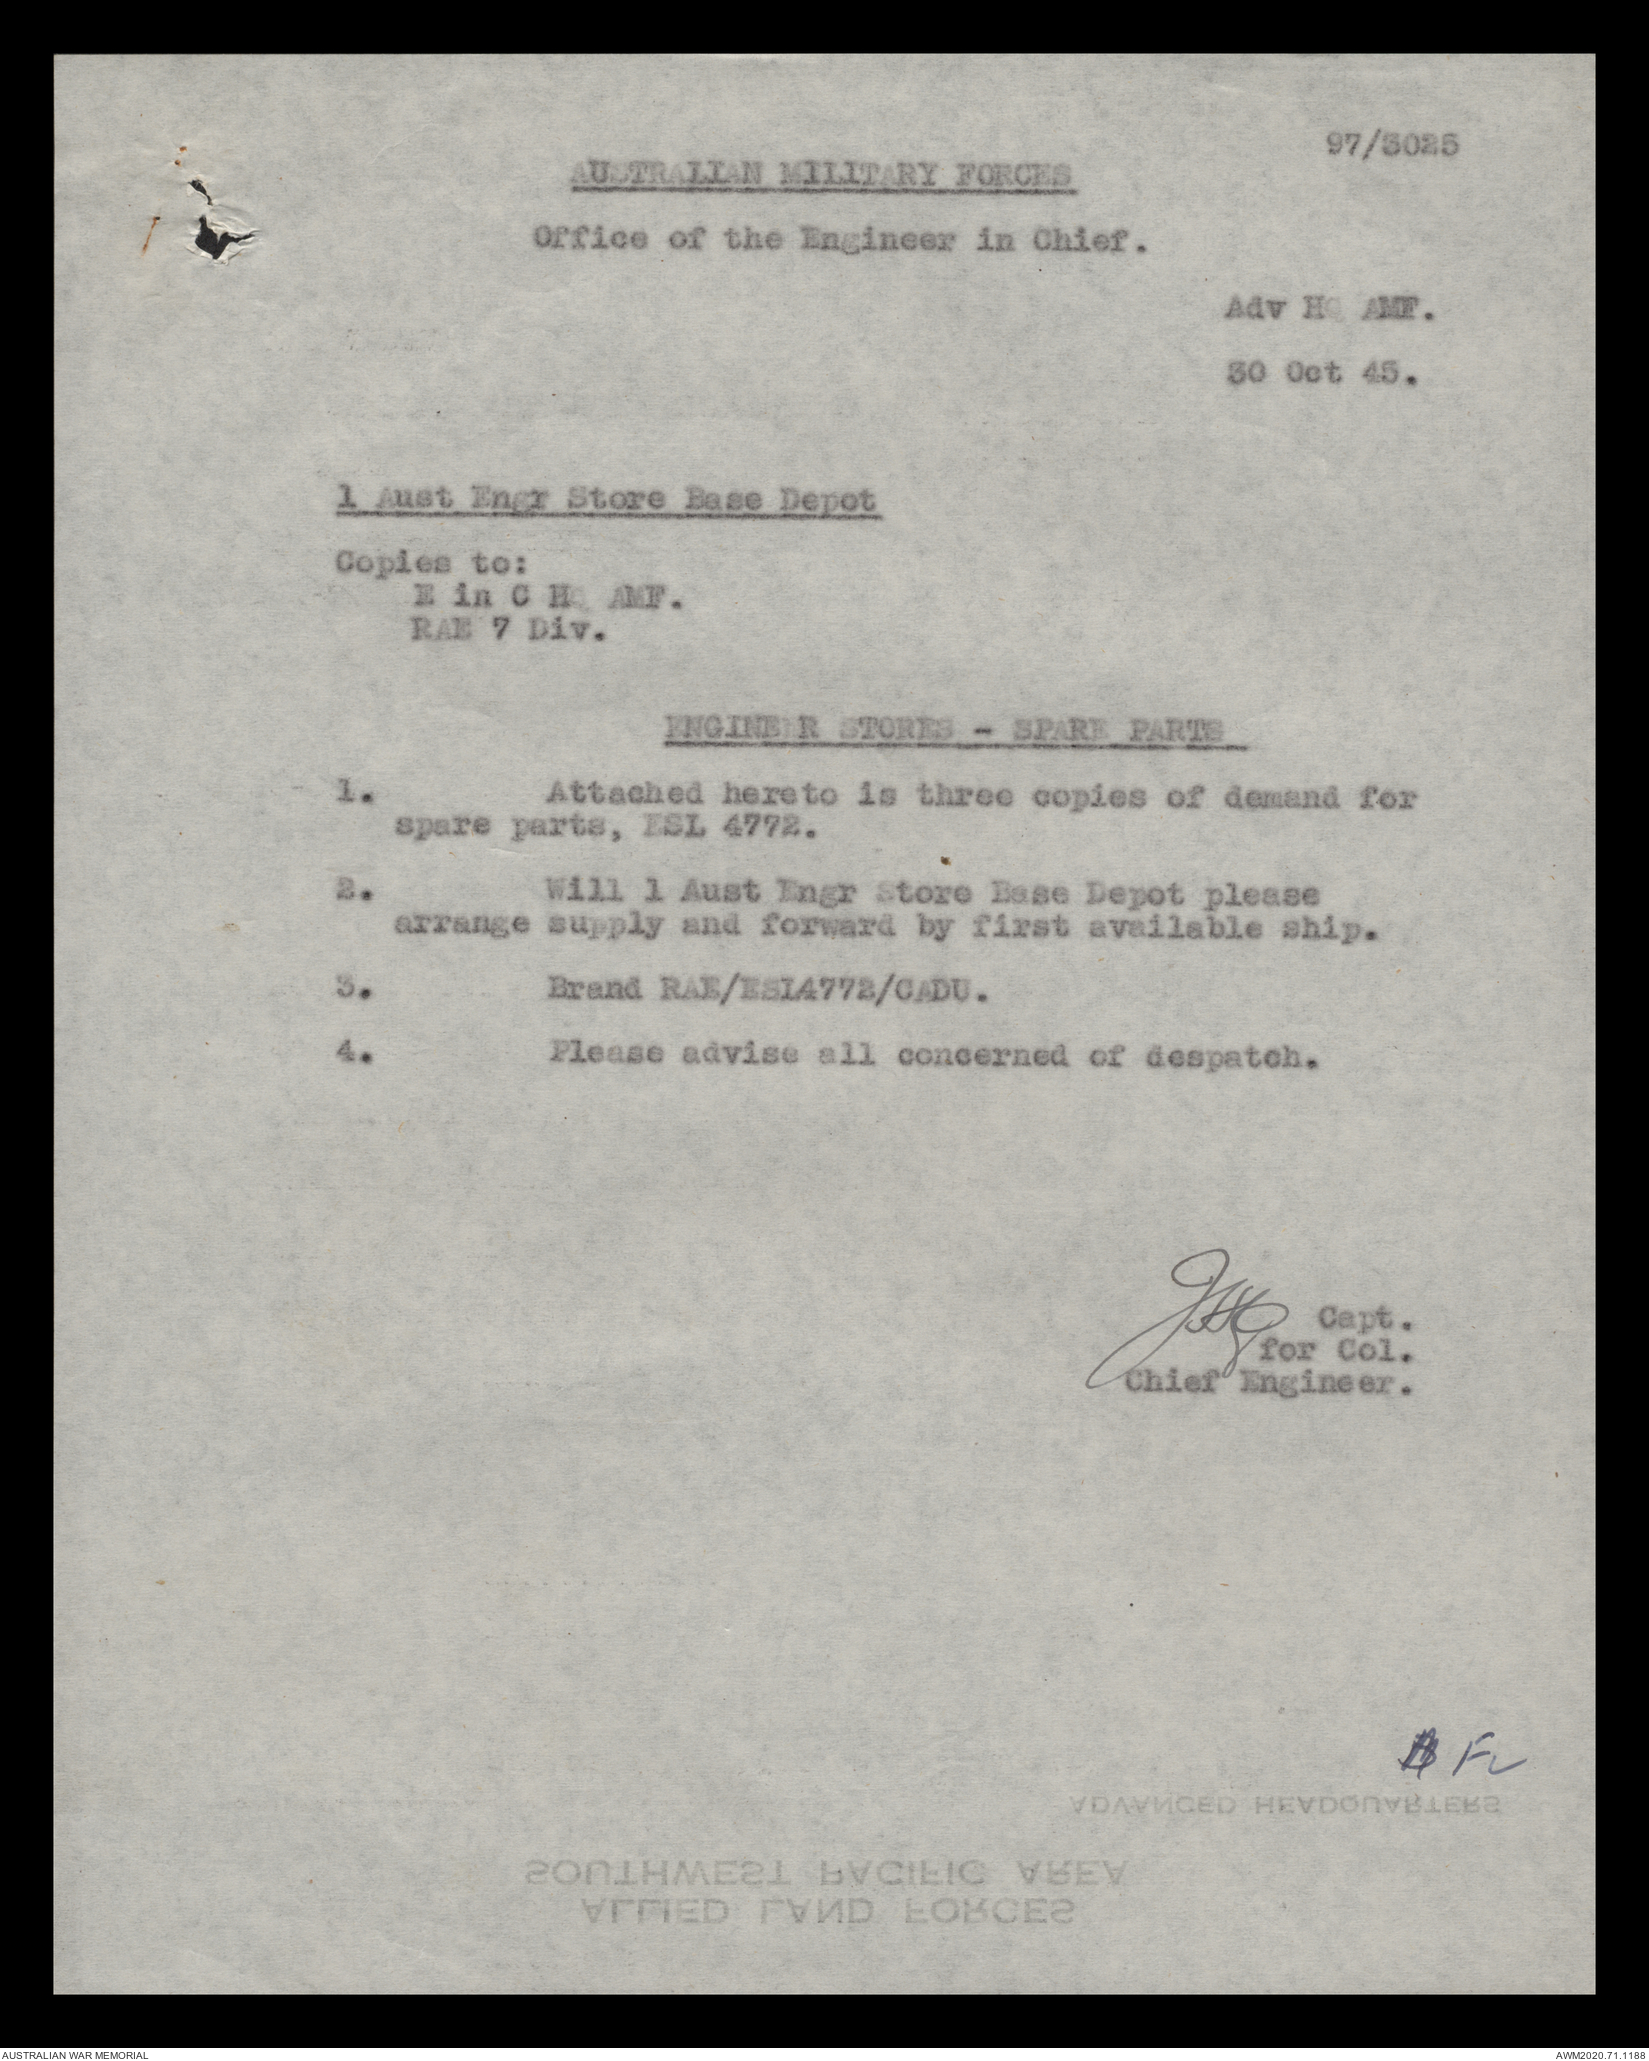 97/3025
AUSTRALIAN MILITARY FORCES
Office of the Engineer in Chief.
Adv HQ AMF.
30 Oct 45.
1 Aust Engr Store Base Depot
Copies to:
E in C HQ AMF.
RAE 7 Div.
ENGINEER STORES - SPARE PARTS
1. Attached hereto is three copies of demand for
spare parts, ESL 4772.
2. Will 1 Aust Engr Store Base Depot please
arrange supply and forward by first available ship.
3. Brand RAE/ESL4772/CADU.
4. Please advise all concerned of despatch.
Capt.
for Col.
Chief Engineer.
ADVANCED HEADQUARTERS
SOUTHWEST PACIFIC AREA
ALLIED LAND FORCES
AUSTRALIAN WAR MEMORIAL
AWM2020.71.1188